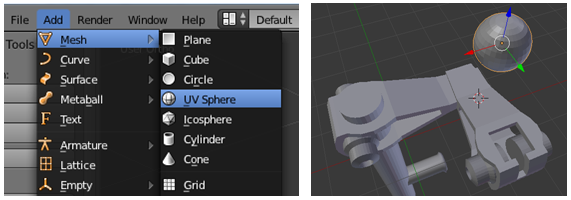 File Add Render Window Help Default
Tools
Mesh
Curve
Surface
Metaball
Text
Armature
Lattice
Empty
Plane
Cube
Circle
UV Sphere
Icosphere
Cylinder
Cone
Grid